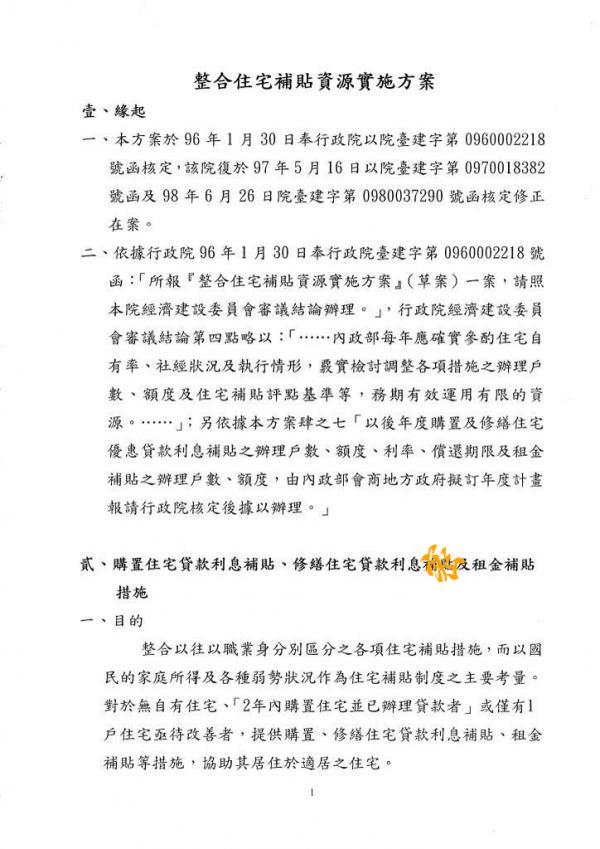 整合住宅補貼資源實施方案
壹、緣起
一、本方案於 96 年 1 月 30 日奉行政院以院臺建字第 0960002218
號函核定，該院復於 97 年 5 月 16 日以院臺建字第 0970018382
號函及 98 年 6 月 26 日院臺建字第 0980037290 號函核定修正
在案。
二、依據行政院 96 年 1 月 30 日奉行政院臺建字第 0960002218 號
函：「所報『整合住宅補貼資源實施方案』（草案）一案，請照
本院經濟建設委員會審議結論辦理。」，行政院經濟建設委員
會審議結論第四點略以：「……內政部每年應確實參酌住宅自
有率、社經狀況及執行情形，覈實檢討調整各項措施之辦理戶
數、額度及住宅補貼評點基準等，務期有效運用有限的資
源。……」；另依據本方案肆之七「以後年度購置及修繕住宅
優惠貸款利息補貼之辦理戶數、額度、利率、償還期限及租金
補貼之辦理戶數、額度，由內政部會商地方政府擬訂年度計畫
報請行政院核定後據以辦理。」
貳、購置住宅貸款利息補貼、修繕住宅貸款利息補貼及租金補貼
措施
一、目的
整合以往以職業身分別區分之各項住宅補貼措施，而以國
民的家庭所得及各種弱勢狀況作為住宅補貼制度之主要考量。
對於無自有住宅、「2年內購置住宅並已辦理貸款者」或僅有1
戶住宅亟待改善者，提供購置、修繕住宅貸款利息補貼、租金
補貼等措施，協助其居住於適居之住宅。
1